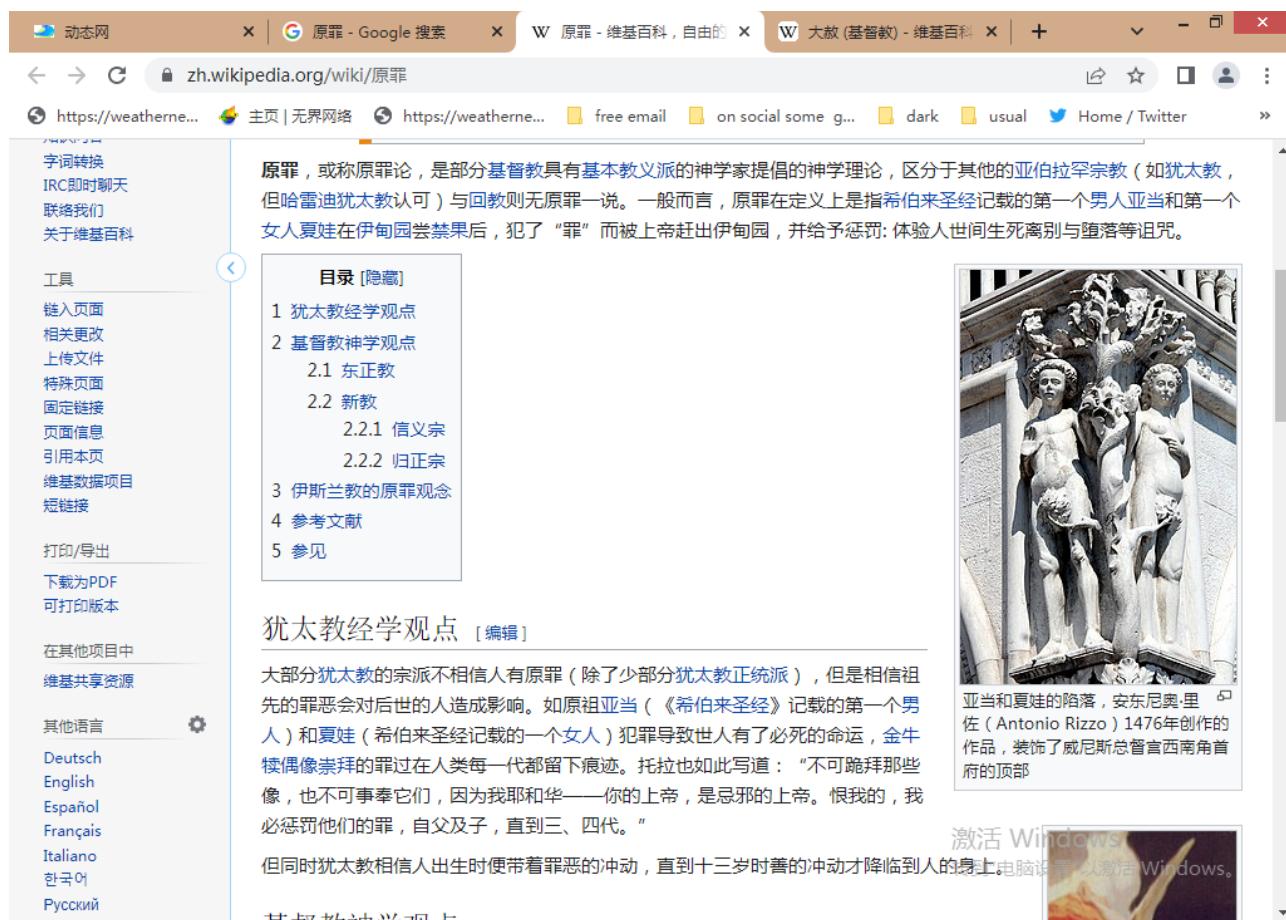 动态网
原罪 - Google 搜索
原罪 - 维基百科，自由的
大赦 (基督教) - 维基百科
zh.wikipedia.org/wiki/原罪
https://weatherne...
主页 | 无界网络
https://weatherne...
free email
on social some g...
dark
usual
Home / Twitter
»
字词转换
IRC即时聊天
联络我们
关于维基百科
工具
链入页面
相关更改
上传文件
特殊页面
固定链接
页面信息
引用本页
维基数据项目
短链接
打印/导出
下载为PDF
可打印版本
在其他项目中
维基共享资源
其他语言
Deutsch
English
Español
Français
Italiano
한국어
Русский
原罪，或称原罪论，是部分基督教具有基本教义派的神学家提倡的神学理论，区分于其他的亚伯拉罕宗教（如犹太教，
但哈雷迪犹太教认可）与回教则无原罪一说。一般而言，原罪在定义上是指希伯来圣经记载的第一个男人亚当和第一个
女人夏娃在伊甸园尝禁果后，犯了“罪”而被上帝赶出伊甸园，并给予惩罚: 体验人世间生死离别与堕落等诅咒。
目录 [隐藏]
1 犹太教经学观点
2 基督教神学观点
2.1 东正教
2.2 新教
2.2.1 信义宗
2.2.2 归正宗
3 伊斯兰教的原罪观念
4 参考文献
5 参见
亚当和夏娃的陷落，安东尼奥·里
佐（Antonio Rizzo）1476年创作的
作品，装饰了威尼斯总督宫西南角首
府的顶部
犹太教经学观点 [ 编辑 ]
大部分犹太教的宗派不相信人有原罪（除了少部分犹太教正统派），但是相信祖
先的罪恶会对后世的人造成影响。如原祖亚当（《希伯来圣经》记载的第一个男
人）和夏娃（希伯来圣经记载的一个女人）犯罪导致世人有了必死的命运，金牛
犊偶像崇拜的罪过在人类每一代都留下痕迹。托拉也如此写道：“不可跪拜那些
像，也不可事奉它们，因为我耶和华——你的上帝，是忌邪的上帝。恨我的，我
必惩罚他们的罪，自父及子，直到三、四代。”
但同时犹太教相信人出生时便带着罪恶的冲动，直到十三岁时善的冲动才降临到人的身上。
激活 Windows
转到“电脑设置”以激活 Windows。